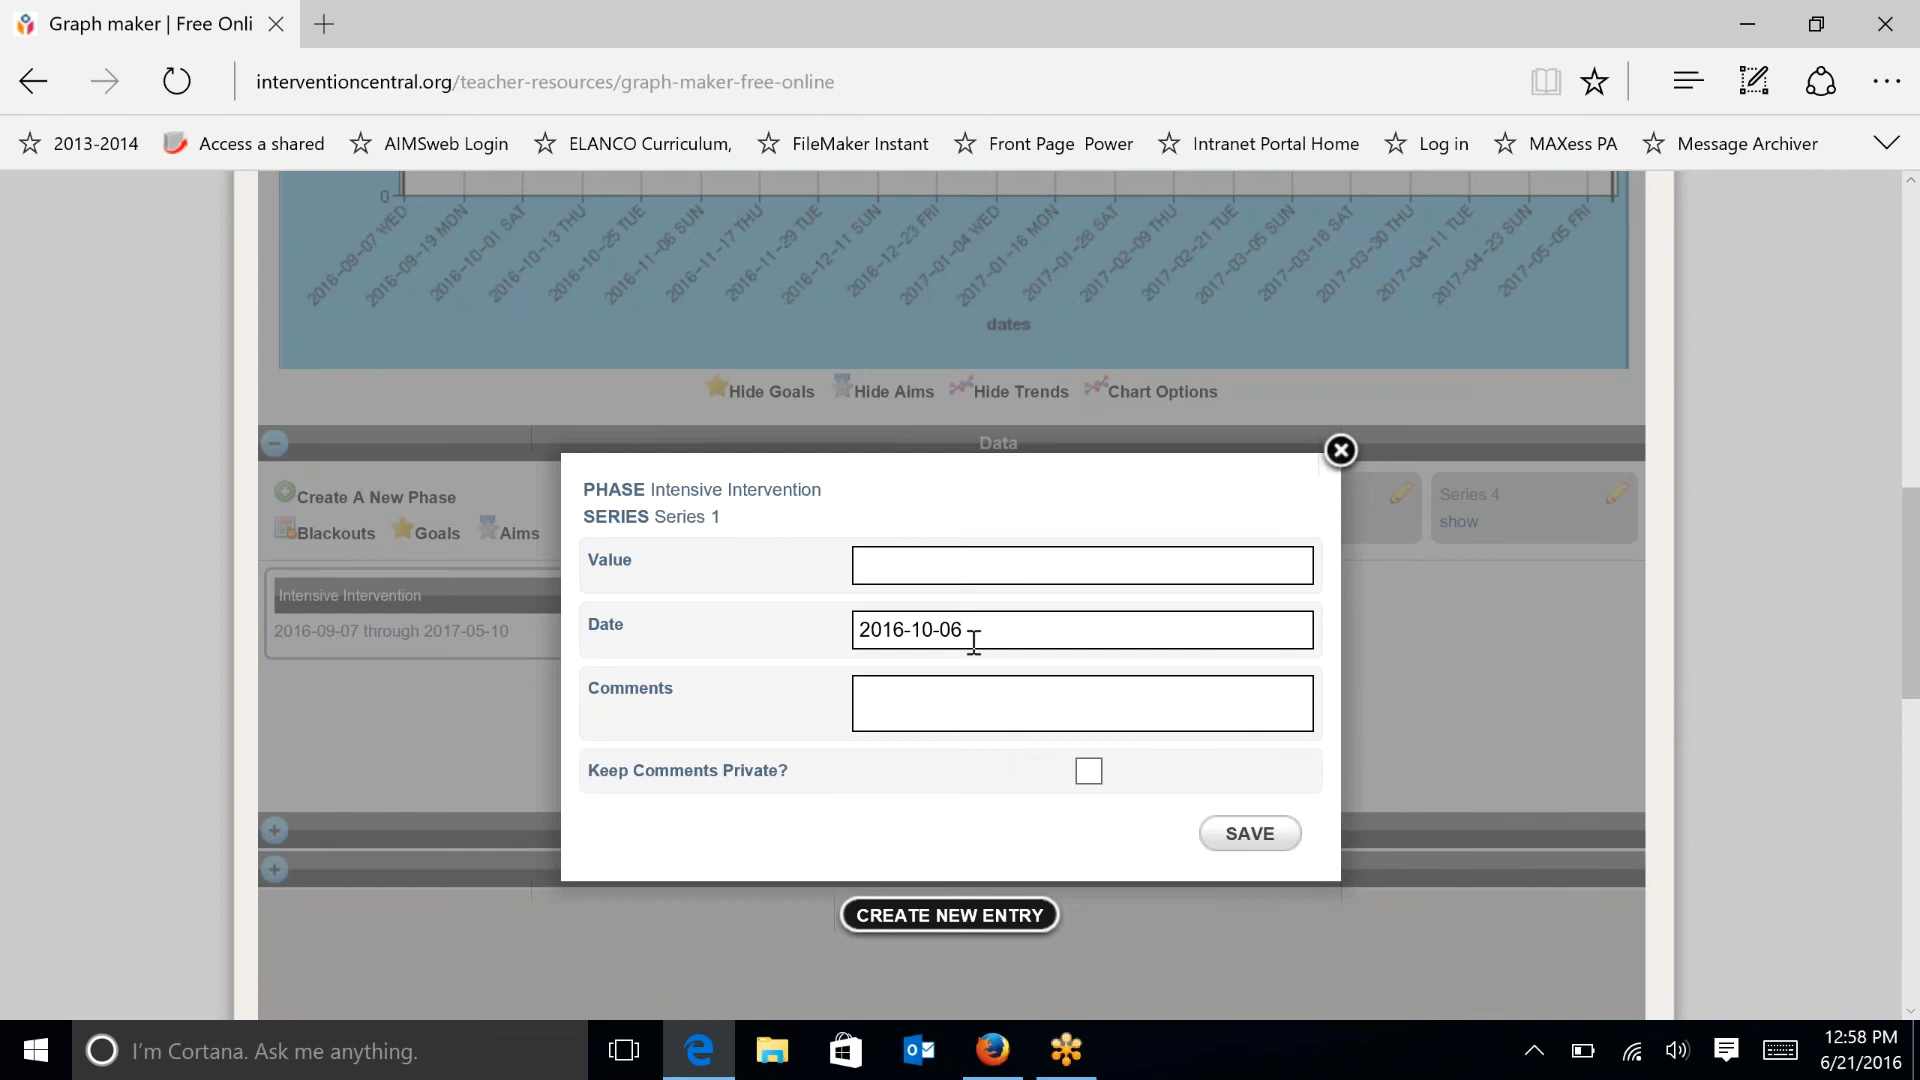 Graph maker | Free Onli
interventioncentral.org/teacher-resources/graph-maker-free-online
2013-2014 Access a shared AIMSweb Login ELANCO Curriculum, FileMaker Instant Front Page Power Intranet Portal Home Log in MAXess PA Message Archiver
0
2016-09-07 WED 2016-09-19 MON 2016-10-01 SAT 2016-10-13 THU 2016-10-25 TUE 2016-11-06 SUN 2016-11-17 THU 2016-11-29 TUE 2016-12-11 SUN 2016-12-23 FRI 2017-01-04 WED 2017-01-16 MON 2017-01-28 SAT 2017-02-09 THU 2017-02-21 TUE 2017-03-05 SUN 2017-03-18 SAT 2017-03-30 THU 2017-04-11 TUE 2017-04-23 SUN 2017-05-05 FRI
dates
Hide Goals Hide Aims Hide Trends Chart Options
Data
Create A New Phase
Blackouts Goals Aims
Series 4
show
Intensive Intervention
2016-09-07 through 2017-05-10
PHASE Intensive Intervention
SERIES Series 1
Value
Date 2016-10-06
Comments
Keep Comments Private?
SAVE
CREATE NEW ENTRY
I'm Cortana. Ask me anything.
12:58 PM
6/21/2016